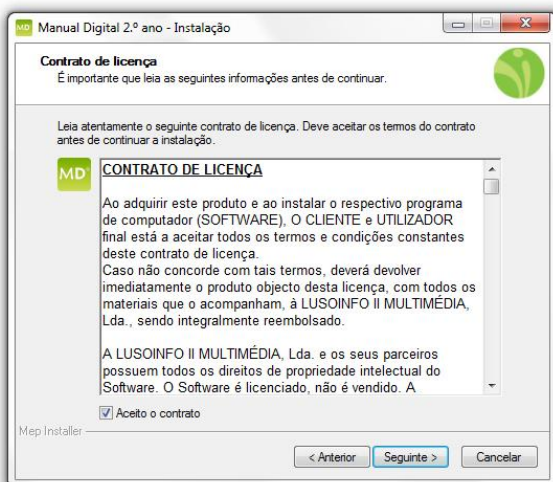 MD Manual Digital 2.º ano - Instalação
Contrato de licença
É importante que leia as seguintes informações antes de continuar.
Leia atentamente o seguinte contrato de licença. Deve aceitar os termos do contrato
antes de continuar a instalação.
MD
CONTRATO DE LICENÇA
Ao adquirir este produto e ao instalar o respectivo programa
de computador (SOFTWARE), O CLIENTE e UTILIZADOR
final está a aceitar todos os termos e condições constantes
deste contrato de licença.
Caso não concorde com tais termos, deverá devolver
imediatamente o produto objecto desta licença, com todos os
materiais que o acompanham, à LUSOINFO II MULTIMÉDIA,
Lda., sendo integralmente reembolsado.
A LUSOINFO II MULTIMÉDIA, Lda. e os seus parceiros
possuem todos os direitos de propriedade intelectual do
Software. O Software é licenciado, não é vendido. A
Aceito o contrato
Mep Installer
< Anterior Seguinte > Cancelar